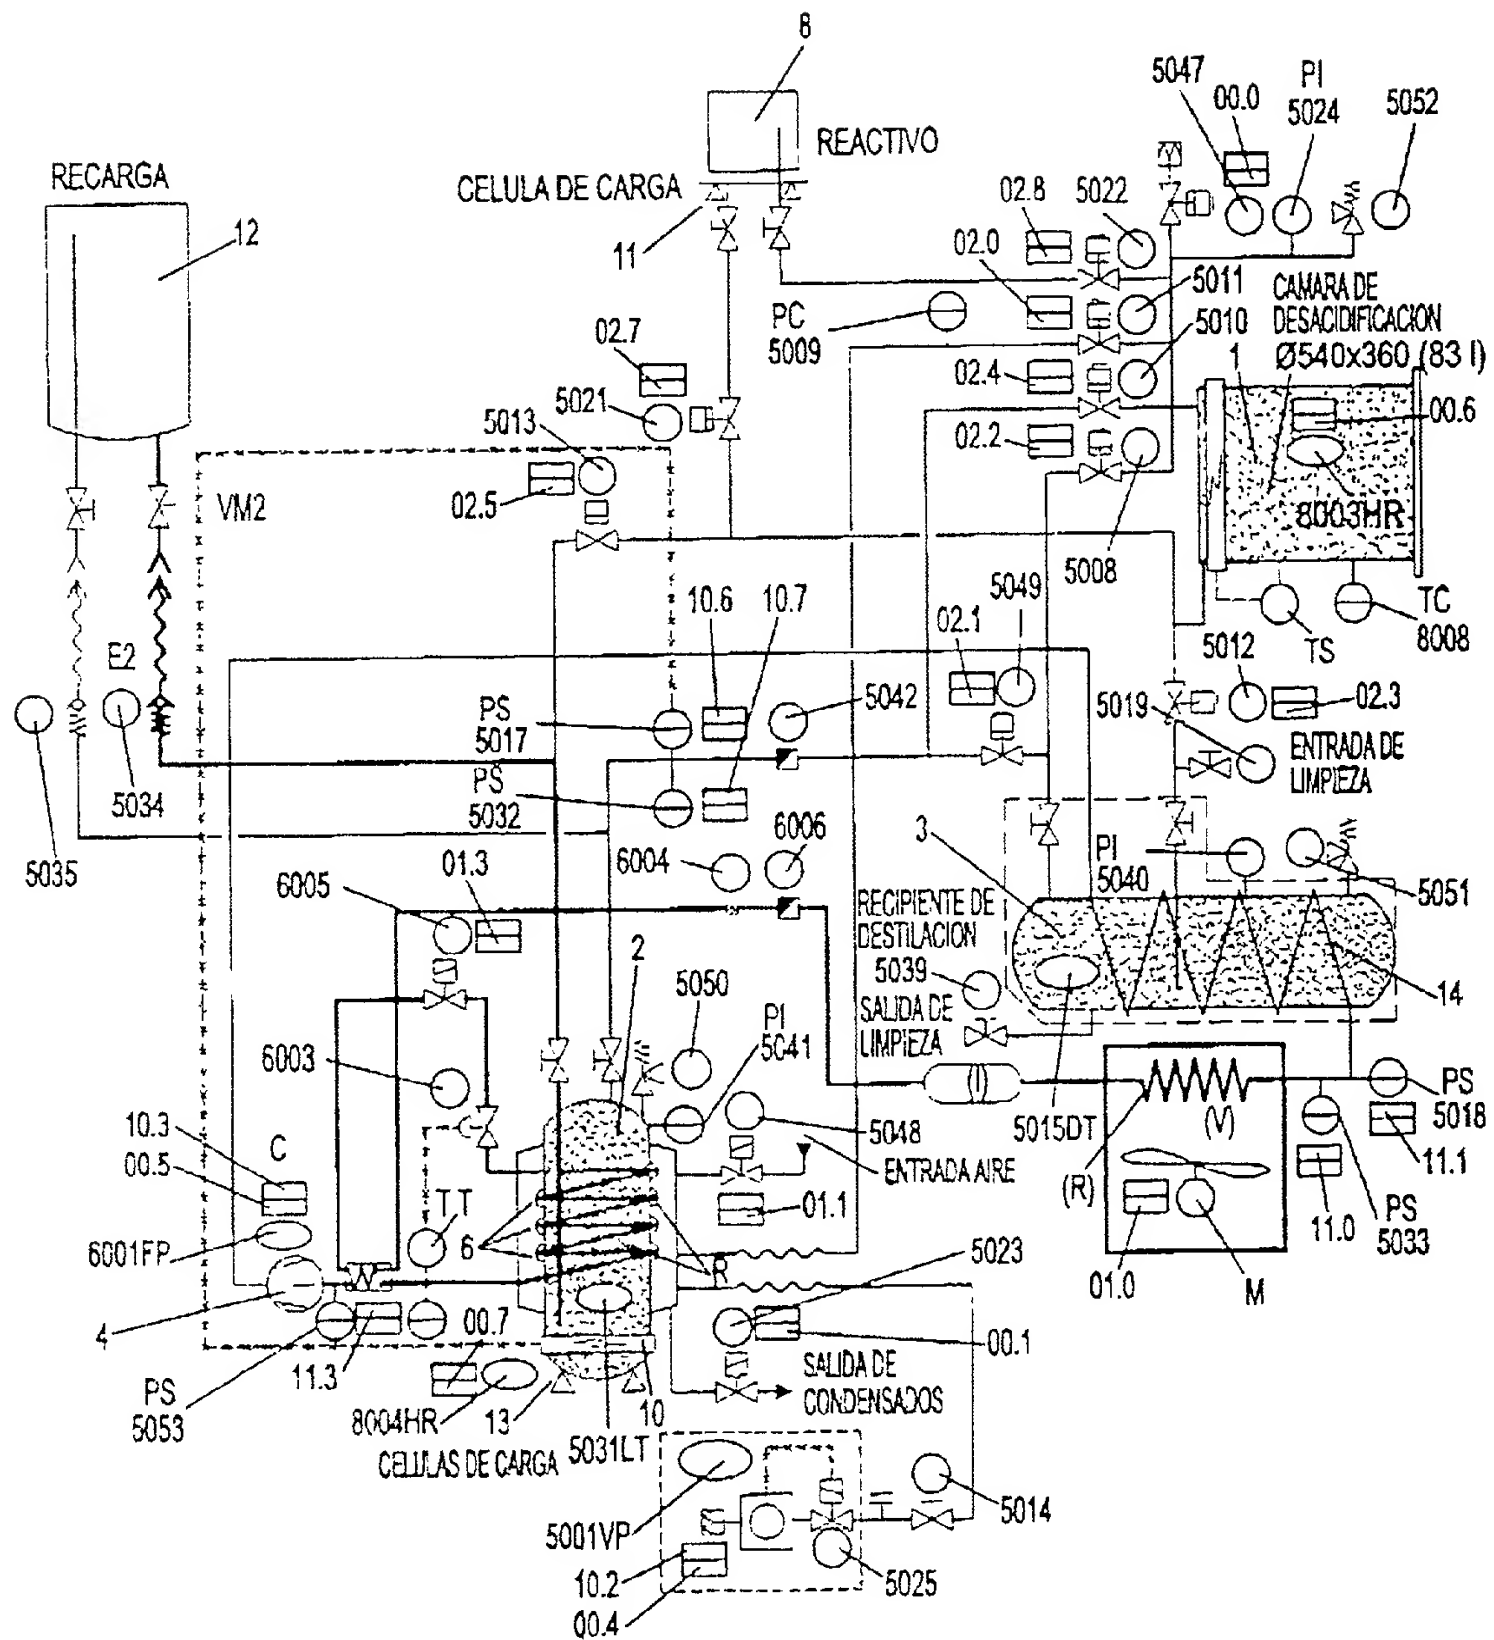 8
5047
00.0
PI
5024
5052
REACTIVO
RECARGA
CELULA DE CARGA
12
11
02.8
5022
02.0
5011
CAMARA DE
DESACIDIFICACION
PC
5009
5010
1
Ø540x360 (83 l)
02.7
02.4
5021
5013
00.6
02.2
VM2
02.5
8003HR
5008
5049
10.6
10.7
02.1
TC
8008
TS
E2
5012
5042
PS
5017
5019
02.3
ENTRADA DE
LIMPIEZA
5034
PS
5032
5035
6006
6004
3
PI
5040
01.3
6005
5051
RECIPIENTE DE
DESTILACION
2
5050
5039
14
SALIDA DE
LIMPIEZA
PI
5041
6003
10.3
C
00.5
5048
5015DT
(V)
PS
5018
ENTRADA AIRE
(R)
11.1
TT
6
01.1
6001FP
R
5023
11.0
PS
5033
01.0
M
4
00.7
00.1
11.3
SALIDA DE
CONDENSADOS
PS
5053
8004HR
13
10
5031LT
CELULAS DE CARGA
5014
5001VP
10.2
5025
00.4